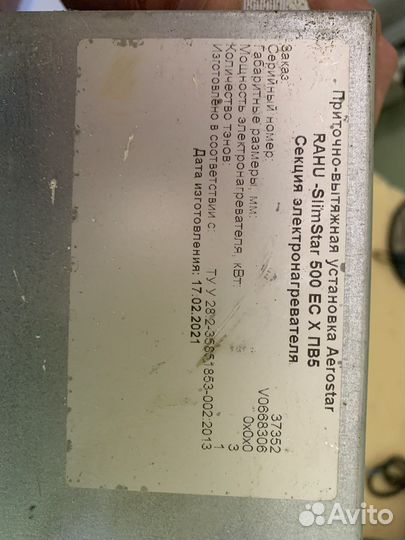 Приточно-вытяжная установка Aerostar
RAHU -SlimStar 500 EC X ПВ5
Секция электронагревателя
Заказ: 37352
Серийный номер: V0668306
Габаритные размеры, мм: 0x0x0
Мощность электронагревателя, кВт: 3
Количество тэнов: 1
Изготовлено в соответствии с: ТУ У 28.2-35851853-002:2013
Дата изготовления: 17.02.2021
Avito